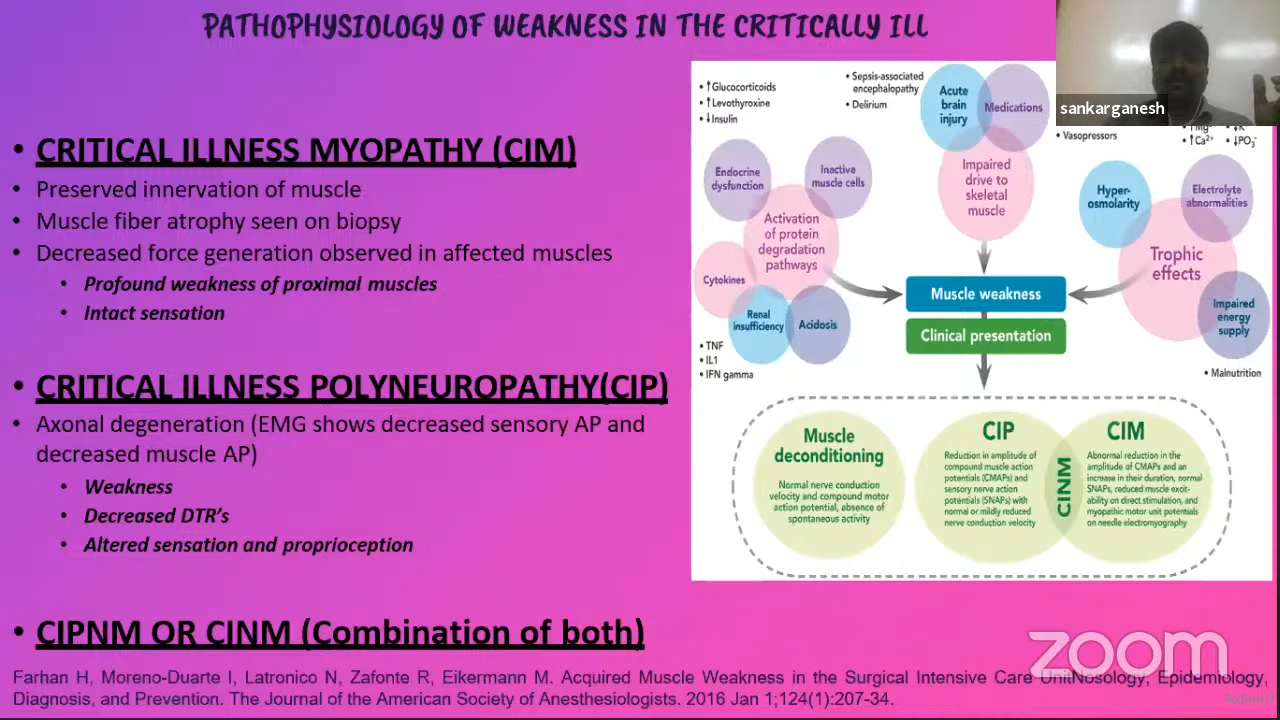 PATHOPHYSIOLOGY OF WEAKNESS IN THE CRITICALLY ILL
• CRITICAL ILLNESS MYOPATHY (CIM)
• Preserved innervation of muscle
• Muscle fiber atrophy seen on biopsy
• Decreased force generation observed in affected muscles
• Profound weakness of proximal muscles
• Intact sensation
• CRITICAL ILLNESS POLYNEUROPATHY(CIP)
• Axonal degeneration (EMG shows decreased sensory AP and
decreased muscle AP)
• Weakness
• Decreased DTR's
• Altered sensation and proprioception
• CIPNM OR CINM (Combination of both)
• ↑Glucocorticoids
• ↑Levothyroxine
• ↓Insulin
• Sepsis-associated
encephalopathy
• Delirium
Acute
brain
injury
Medications
sankarganesh
• Vasopressors
• ↑Ca²⁺
Endocrine
dysfunction
Inactive
muscle cells
Activation
of protein
degradation
pathways
Cytokines
Renal
insufficiency
Acidosis
• TNF
• IL1
• IFN gamma
Impaired
drive to
skeletal
muscle
Hyper-
osmolarity
Electrolyte
abnormalities
Trophic
effects
Impaired
energy
supply
• Malnutrition
Muscle weakness
Clinical presentation
Muscle
deconditioning
Normal nerve conduction
velocity and compound motor
action potential, absence of
spontaneous activity
CIP
Reduction in amplitude of
compound muscle action
potentials (CMAPs) and
sensory nerve action
potentials (SNAPs) with
normal or mildly reduced
nerve conduction velocity
CINM
CIM
Abnormal reduction in the
amplitude of CMAPs and an
increase in their duration, normal
SNAPs, reduced muscle excit-
ability on direct stimulation, and
myopathic motor unit potentials
on needle electromyography
zoom
Farhan H, Moreno-Duarte I, Latronico N, Zafonte R, Eikermann M. Acquired Muscle Weakness in the Surgical Intensive Care UnitNosology, Epidemiology,
Diagnosis, and Prevention. The Journal of the American Society of Anesthesiologists. 2016 Jan 1;124(1):207-34.